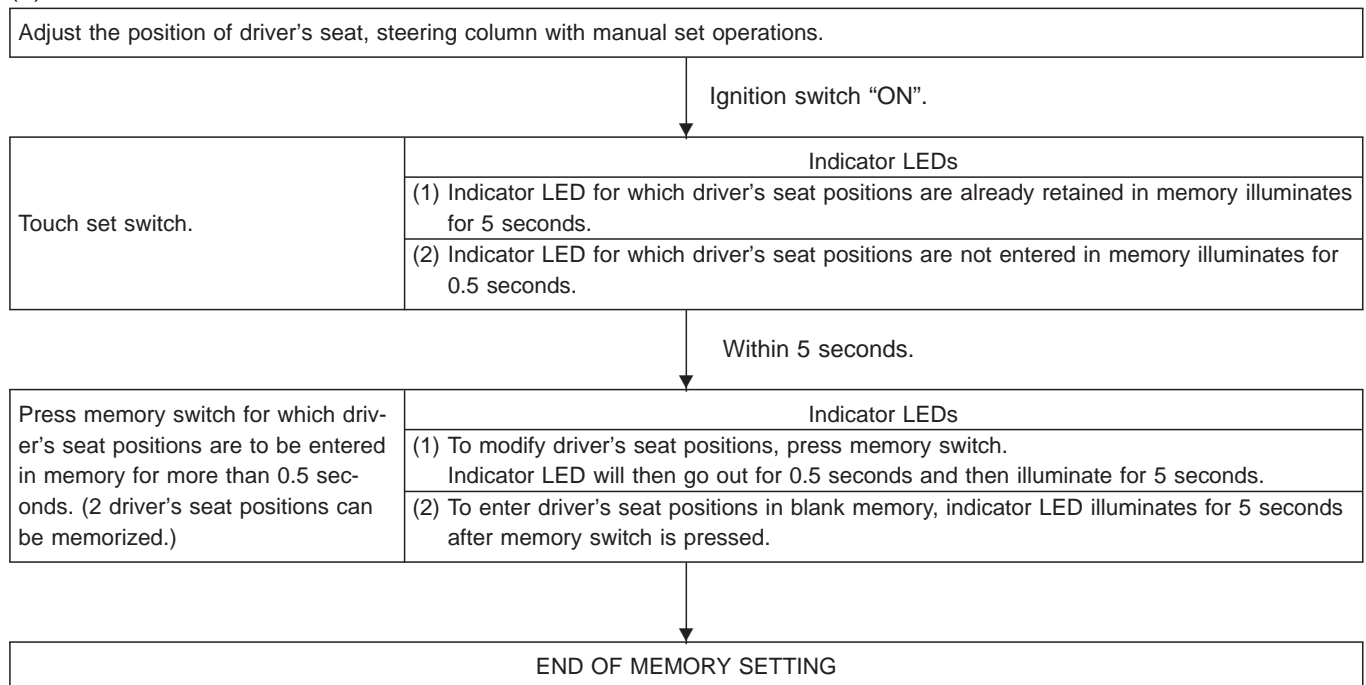 Adjust the position of driver's seat, steering column with manual set operations.
Ignition switch “ON”.
Touch set switch.
Indicator LEDs
(1) Indicator LED for which driver's seat positions are already retained in memory illuminates
for 5 seconds.
(2) Indicator LED for which driver's seat positions are not entered in memory illuminates for
0.5 seconds.
Within 5 seconds.
Press memory switch for which driv-
er's seat positions are to be entered
in memory for more than 0.5 sec-
onds. (2 driver's seat positions can
be memorized.)
Indicator LEDs
(1) To modify driver's seat positions, press memory switch.
Indicator LED will then go out for 0.5 seconds and then illuminate for 5 seconds.
(2) To enter driver's seat positions in blank memory, indicator LED illuminates for 5 seconds
after memory switch is pressed.
END OF MEMORY SETTING